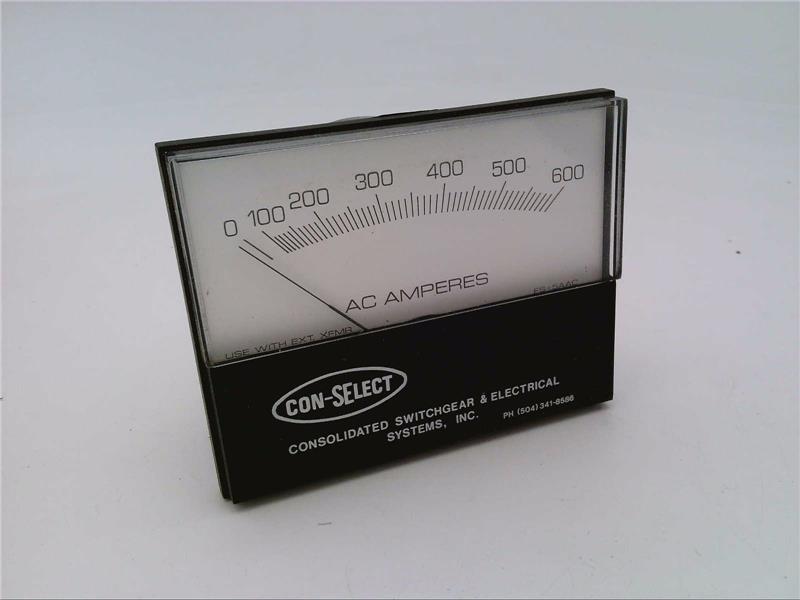 0 100 200 300 400 500 600
AC AMPERES
USE WITH EXT. XFMR
CON-SELECT
CONSOLIDATED SWITCHGEAR & ELECTRICAL
SYSTEMS, INC. PH (504) 341-8586